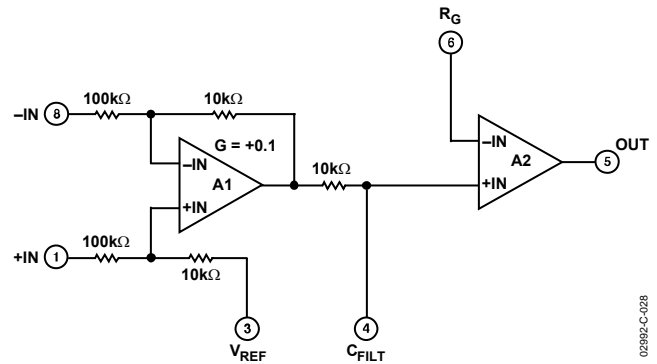 RG
6
100kΩ
10kΩ
–IN 8
G = +0.1
–IN
A1
+IN
10kΩ
–IN
A2
+IN
5 OUT
100kΩ
+IN 1
10kΩ
3
VREF
4
CFILT
02992-C-028